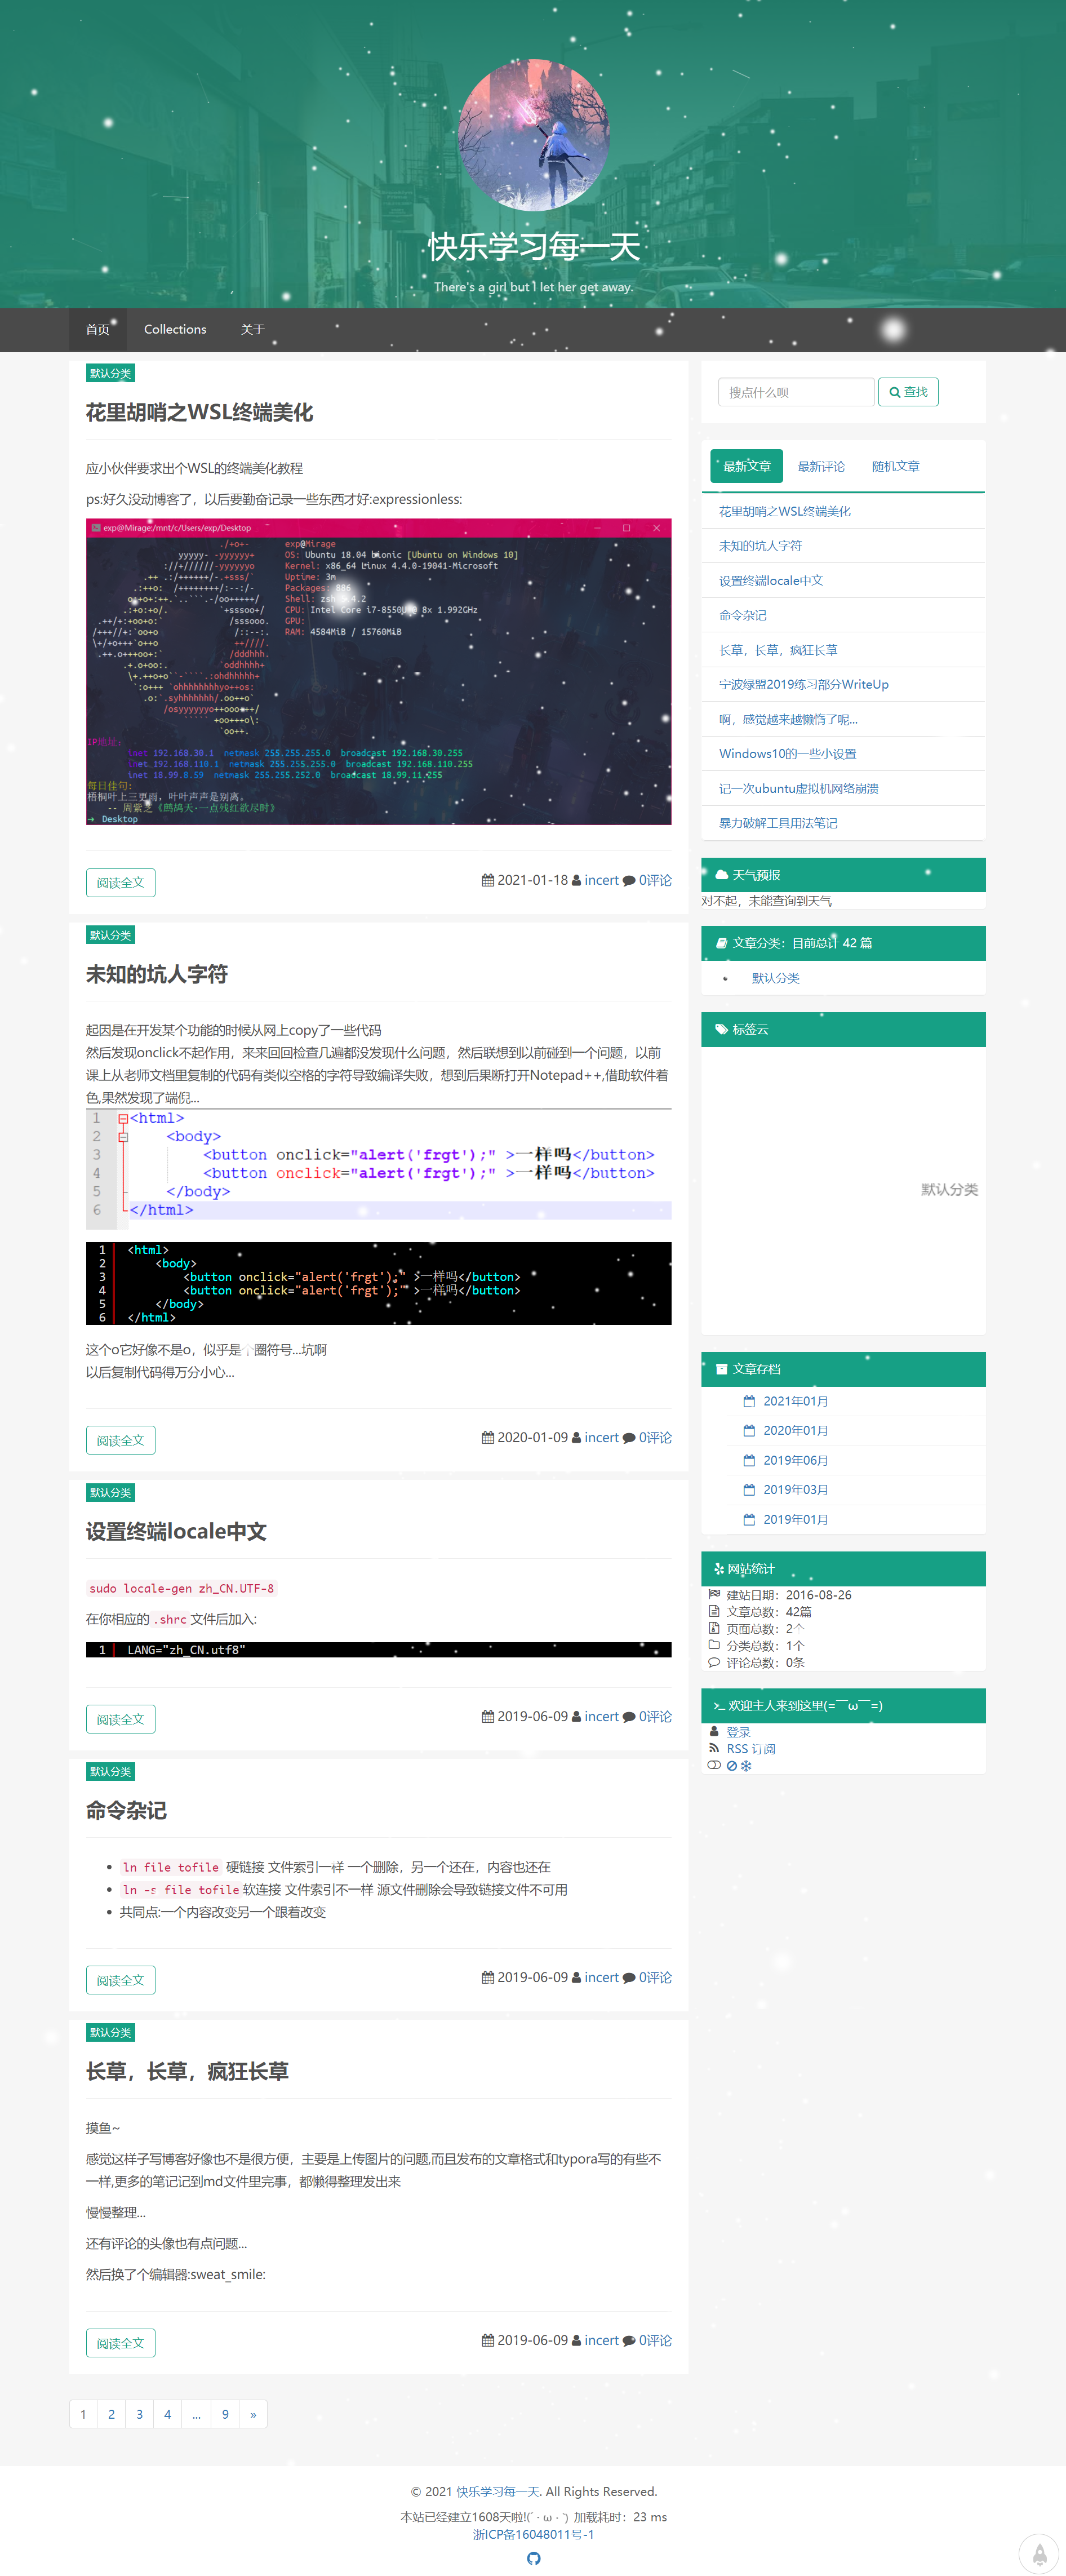 快乐学习每一天
There's a girl but I let her get away.
首页 Collections 关于
默认分类
花里胡哨之WSL终端美化
应小伙伴要求出个WSL的终端美化教程
ps:好久没动博客了，以后要勤奋记录一些东西才好:expressionless:
exp@Mirage:/mnt/c/Users/exp/Desktop
exp@Mirage
OS: Ubuntu 18.04 bionic [Ubuntu on Windows 10]
Kernel: x86_64 Linux 4.4.0-19041-Microsoft
Uptime: 3m
Packages: 886
Shell: zsh
CPU: Intel Core i7-8550U @ 8x 1.992GHz
GPU:
RAM: 4584MiB / 15760MiB
IP地址:
inet 192.168.30.1 netmask 255.255.255.0 broadcast 192.168.30.255
inet 192.168.110.1 netmask 255.255.255.0 broadcast 192.168.110.255
inet 18.99.8.59 netmask 255.255.252.0 broadcast 18.99.11.255
每日佳句:
梧桐叶上三更雨，叶叶声声是别离。
-- 周紫芝《鹧鸪天·一点残红欲尽时》
➜ Desktop
阅读全文
2021-01-18 incert 0评论
默认分类
未知的坑人字符
起因是在开发某个功能的时候从网上copy了一些代码
然后发现onclick不起作用，来来回回检查几遍都没发现什么问题，然后联想到以前碰到一个问题，以前
课上从老师文档里复制的代码有类似空格的字符导致编译失败，想到后果断打开Notepad++,借助软件着
色,果然发现了端倪...
1 <html>
2 <body>
3 <button onclick="alert('frgt');" >一样吗</button>
4 <button onclick="alert('frgt');" >一样吗</button>
5 </body>
6 </html>
1 <html>
2 <body>
3 <button onclick="alert('frgt');" >一样吗</button>
4 <button onclick="alert('frgt');" >一样吗</button>
5 </body>
6 </html>
这个o它好像不是o，似乎是个圈符号...坑啊
以后复制代码得万分小心...
阅读全文
2020-01-09 incert 0评论
默认分类
设置终端locale中文
sudo locale-gen zh_CN.UTF-8
在你相应的 .shrc 文件后加入:
1 LANG="zh_CN.utf8"
阅读全文
2019-06-09 incert 0评论
默认分类
命令杂记
ln file tofile 硬链接 文件索引一样 一个删除，另一个还在，内容也还在
ln -s file tofile 软连接 文件索引不一样 源文件删除会导致链接文件不可用
共同点:一个内容改变另一个跟着改变
阅读全文
2019-06-09 incert 0评论
默认分类
长草，长草，疯狂长草
摸鱼~
感觉这样子写博客好像也不是很方便，主要是上传图片的问题,而且发布的文章格式和typora写的有些不
一样,更多的笔记记到md文件里完事，都懒得整理发出来
慢慢整理...
还有评论的头像也有点问题...
然后换了个编辑器:sweat_smile:
阅读全文
2019-06-09 incert 0评论
1 2 3 4 ... 9 »
搜点什么呗 查找
最新文章 最新评论 随机文章
花里胡哨之WSL终端美化
未知的坑人字符
设置终端locale中文
命令杂记
长草，长草，疯狂长草
宁波绿盟2019练习部分WriteUp
啊，感觉越来越懒惰了呢...
Windows10的一些小设置
记一次ubuntu虚拟机网络崩溃
暴力破解工具用法笔记
天气预报
对不起，未能查询到天气
文章分类：目前总计 42 篇
默认分类
标签云
默认分类
文章存档
2021年01月
2020年01月
2019年06月
2019年03月
2019年01月
网站统计
建站日期：2016-08-26
文章总数：42篇
页面总数：2个
分类总数：1个
评论总数：0条
欢迎主人来到这里(=￣ω￣=)
登录
RSS 订阅
© 2021 快乐学习每一天. All Rights Reserved.
本站已经建立1608天啦!(´·ω·`) 加载耗时：23 ms
浙ICP备16048011号-1